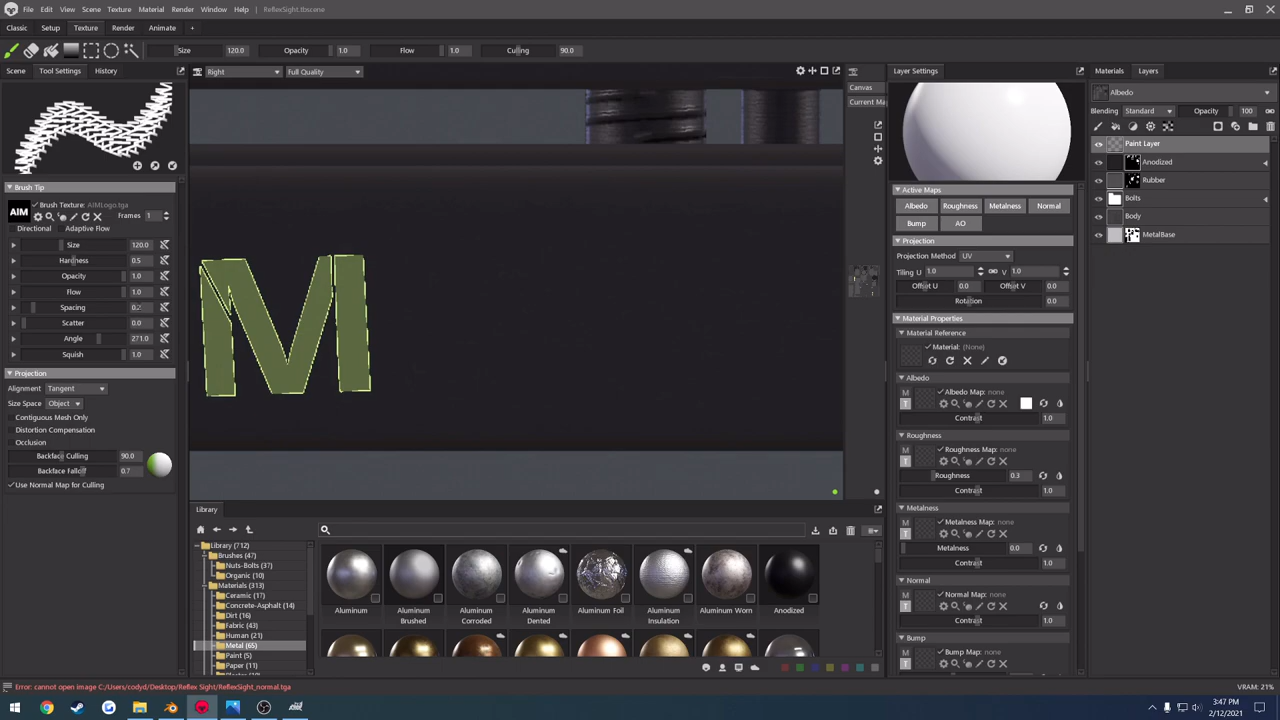 File Edit View Scene Texture Material Render Window Help ReflexSight.tbscene
Classic Setup Texture Render Animate +
Size 120.0 Opacity 1.0 Flow 1.0 Culling 90.0
Scene Tool Settings History
Right Full Quality
Canvas
Current Ma
Brush Tip
AIM
Brush Texture: AIMLogo.tga
Frames 1
Directional Adaptive Flow
Size 120.0
Hardness 0.5
Opacity 1.0
Flow 1.0
Spacing 0.2
Scatter 0.0
Angle 271.0
Squish 1.0
Projection
Alignment Tangent
Size Space Object
Contiguous Mesh Only
Distortion Compensation
Occlusion
Backface Culling 90.0
Backface Falloff 0.7
Use Normal Map for Culling
M
Library
Library (712)
Brushes (47)
Nuts-Bolts (37)
Organic (10)
Materials (313)
Ceramic (17)
Concrete-Asphalt (14)
Dirt (16)
Fabric (43)
Human (21)
Metal (65)
Paint (5)
Paper (11)
Aluminum
Aluminum Brushed
Aluminum Corroded
Aluminum Dented
Aluminum Foil
Aluminum Insulation
Aluminum Worn
Anodized
Layer Settings
Active Maps
Albedo Roughness Metalness Normal
Bump AO
Projection
Projection Method UV
Tiling U 1.0 V 1.0
Offset U 0.0 Offset V 0.0
Rotation 0.0
Material Properties
Material Reference
Material: (None)
Albedo
M Albedo Map: none
T
Contrast 1.0
Roughness
M Roughness Map: none
T
Roughness 0.3
Contrast 1.0
Metalness
M Metalness Map: none
T
Metalness 0.0
Contrast 1.0
Normal
M Normal Map: none
T
Contrast 1.0
Bump
M Bump Map: none
T
Materials Layers
Albedo
Blending Standard Opacity 100
Paint Layer
Anodized
Rubber
Bolts
Body
MetalBase
Error: cannot open image C:/Users/codyd/Desktop/Reflex Sight/ReflexSight_normal.tga
VRAM: 21%
3:47 PM
2/12/2021